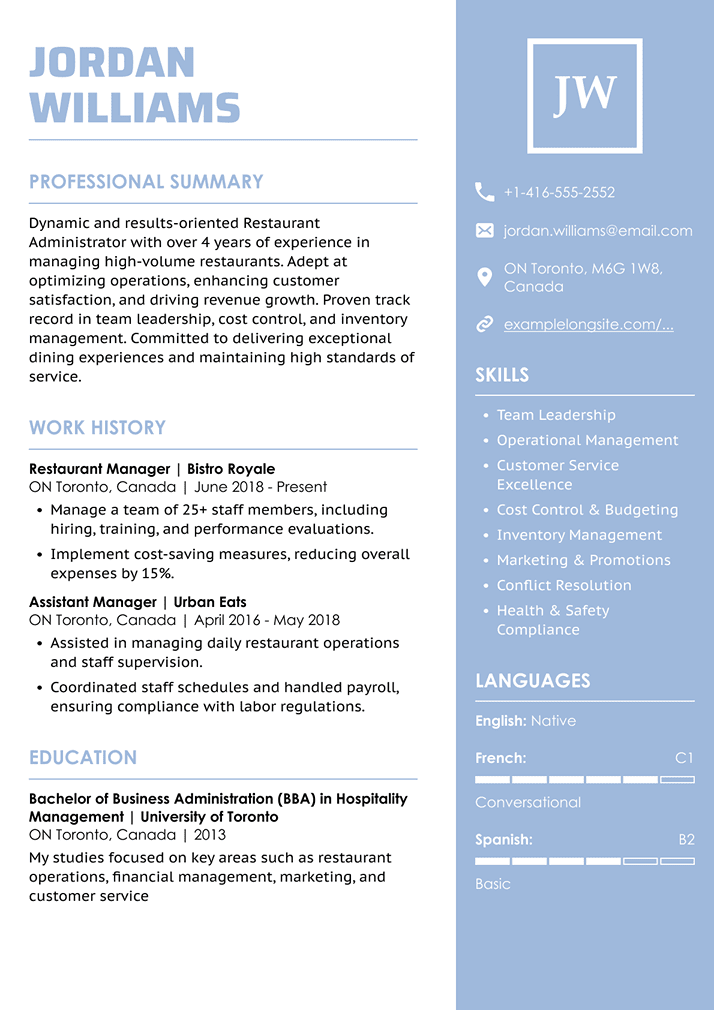 JORDAN
WILLIAMS
PROFESSIONAL SUMMARY
Dynamic and results-oriented Restaurant
Administrator with over 4 years of experience in
managing high-volume restaurants. Adept at
optimizing operations, enhancing customer
satisfaction, and driving revenue growth. Proven track
record in team leadership, cost control, and inventory
management. Committed to delivering exceptional
dining experiences and maintaining high standards of
service.
WORK HISTORY
Restaurant Manager | Bistro Royale
ON Toronto, Canada | June 2018 - Present
• Manage a team of 25+ staff members, including
hiring, training, and performance evaluations.
• Implement cost-saving measures, reducing overall
expenses by 15%.
Assistant Manager | Urban Eats
ON Toronto, Canada | April 2016 - May 2018
• Assisted in managing daily restaurant operations
and staff supervision.
• Coordinated staff schedules and handled payroll,
ensuring compliance with labor regulations.
EDUCATION
Bachelor of Business Administration (BBA) in Hospitality
Management | University of Toronto
ON Toronto, Canada | 2013
My studies focused on key areas such as restaurant
operations, financial management, marketing, and
customer service
JW
+1-416-555-2552
jordan.williams@email.com
ON Toronto, M6G 1W8,
Canada
examplelongsite.com/...
SKILLS
• Team Leadership
• Operational Management
• Customer Service
Excellence
• Cost Control & Budgeting
• Inventory Management
• Marketing & Promotions
• Conflict Resolution
• Health & Safety
Compliance
LANGUAGES
English: Native
French: C1
Conversational
Spanish: B2
Basic